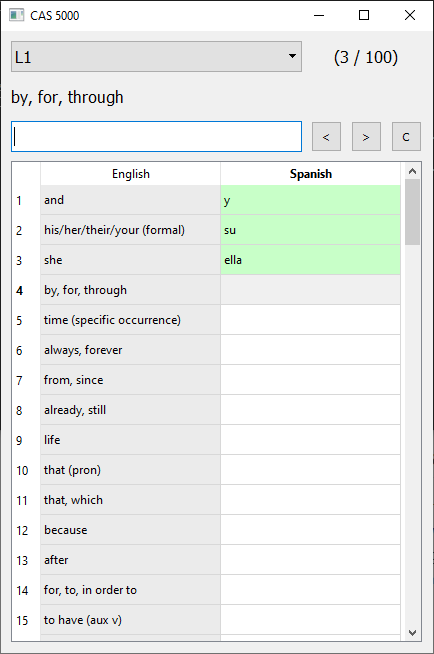 CAS 5000
L1 (3 / 100)
by, for, through
< > C
English Spanish
1 and y
2 his/her/their/your (formal) su
3 she ella
4 by, for, through
5 time (specific occurrence)
6 always, forever
7 from, since
8 already, still
9 life
10 that (pron)
11 that, which
12 because
13 after
14 for, to, in order to
15 to have (aux v)